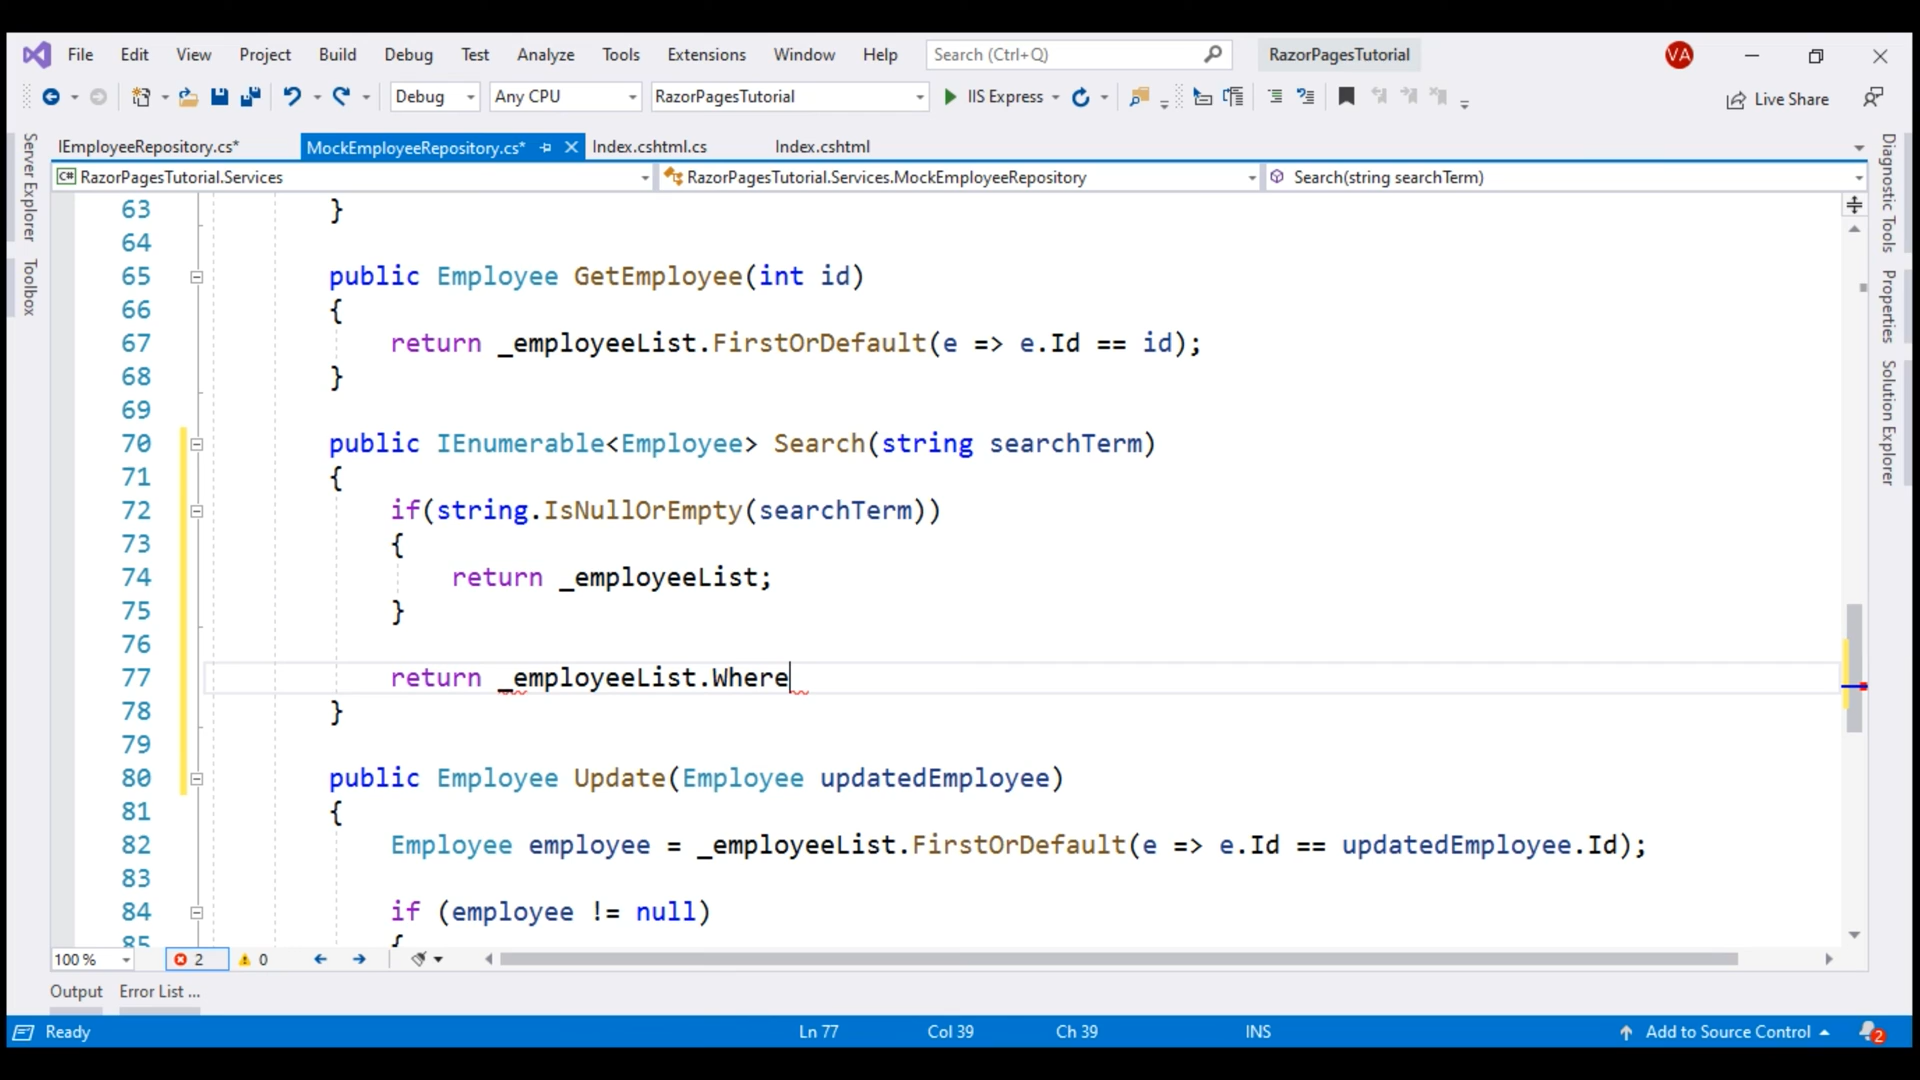 File Edit View Project Build Debug Test Analyze Tools Extensions Window Help Search (Ctrl+Q) RazorPagesTutorial VA
Debug Any CPU RazorPagesTutorial IIS Express Live Share
IEmployeeRepository.cs* MockEmployeeRepository.cs* Index.cshtml.cs Index.cshtml
C# RazorPagesTutorial.Services RazorPagesTutorial.Services.MockEmployeeRepository Search(string searchTerm)
Server Explorer
Toolbox
63 }
64
65 public Employee GetEmployee(int id)
66 {
67 return _employeeList.FirstOrDefault(e => e.Id == id);
68 }
69
70 public IEnumerable<Employee> Search(string searchTerm)
71 {
72 if(string.IsNullOrEmpty(searchTerm))
73 {
74 return _employeeList;
75 }
76
77 return _employeeList.Where
78 }
79
80 public Employee Update(Employee updatedEmployee)
81 {
82 Employee employee = _employeeList.FirstOrDefault(e => e.Id == updatedEmployee.Id);
83
84 if (employee != null)
85 {
Diagnostic Tools
Properties
Solution Explorer
100 % 2 0
Output Error List ...
Ready Ln 77 Col 39 Ch 39 INS Add to Source Control 2